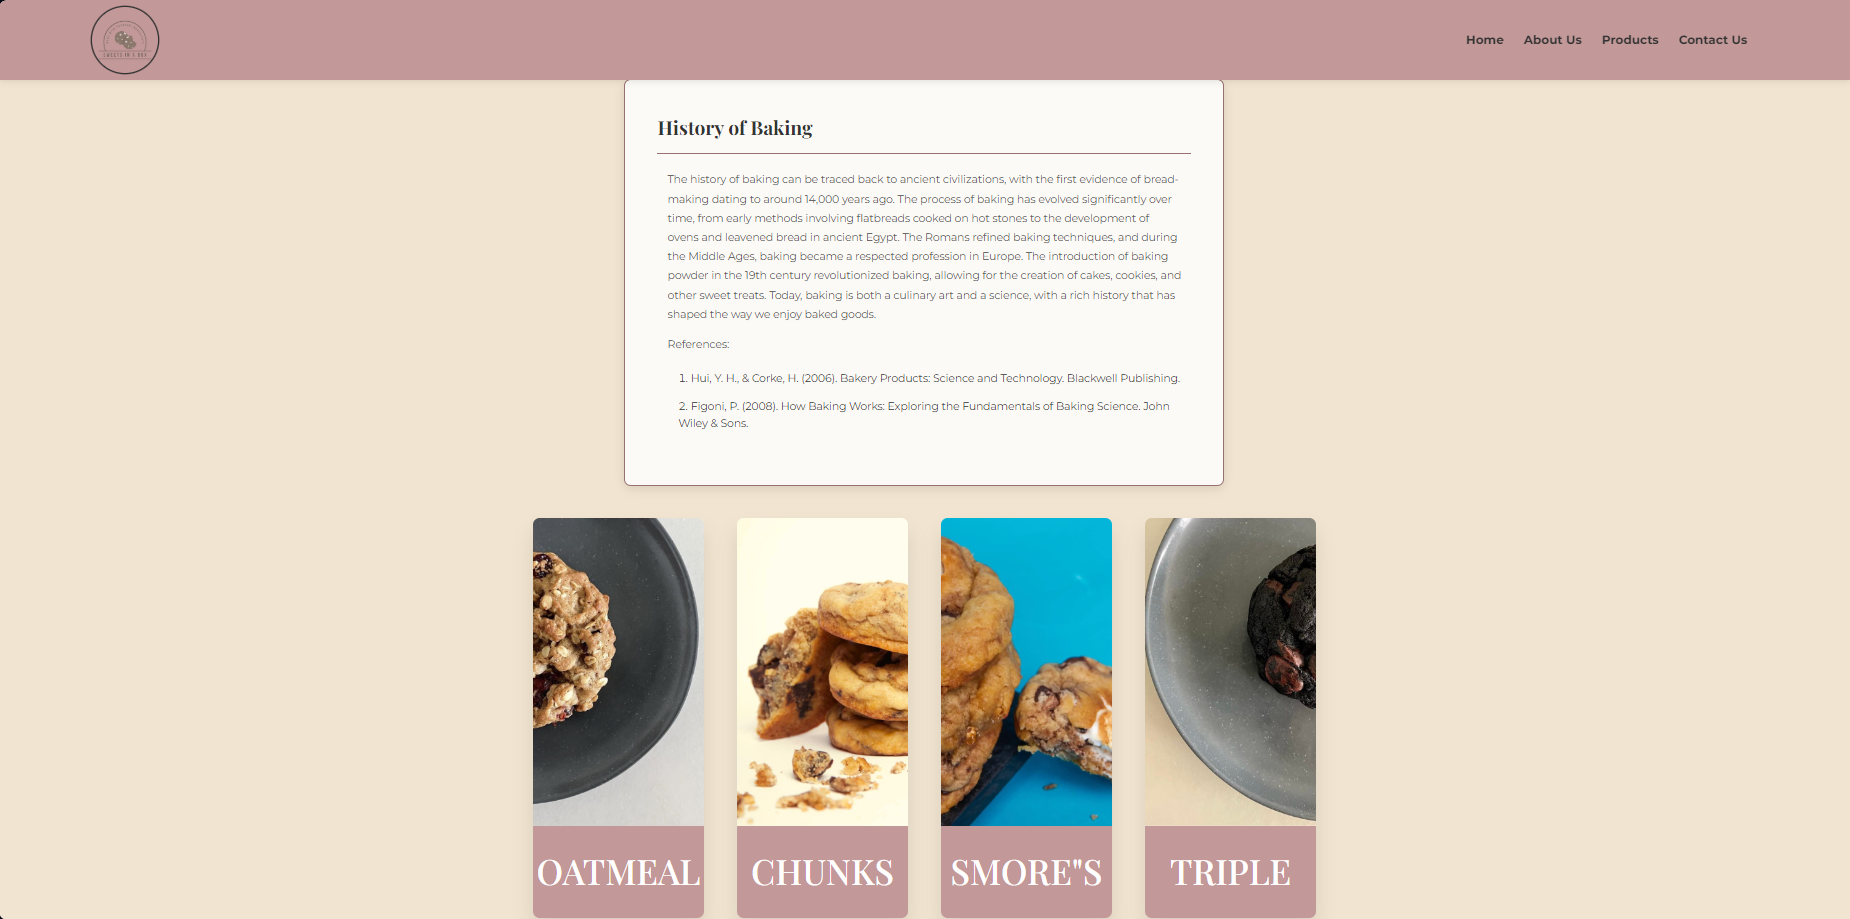 SWEETS IN A BOX
Home About Us Products Contact Us
History of Baking
The history of baking can be traced back to ancient civilizations, with the first evidence of bread-
making dating to around 14,000 years ago. The process of baking has evolved significantly over
time, from early methods involving flatbreads cooked on hot stones to the development of
ovens and leavened bread in ancient Egypt. The Romans refined baking techniques, and during
the Middle Ages, baking became a respected profession in Europe. The introduction of baking
powder in the 19th century revolutionized baking, allowing for the creation of cakes, cookies, and
other sweet treats. Today, baking is both a culinary art and a science, with a rich history that has
shaped the way we enjoy baked goods.
References:
1. Hui, Y. H., & Corke, H. (2006). Bakery Products: Science and Technology. Blackwell Publishing.
2. Figoni, P. (2008). How Baking Works: Exploring the Fundamentals of Baking Science. John
Wiley & Sons.
OATMEAL
CHUNKS
SMORE"S
TRIPLE